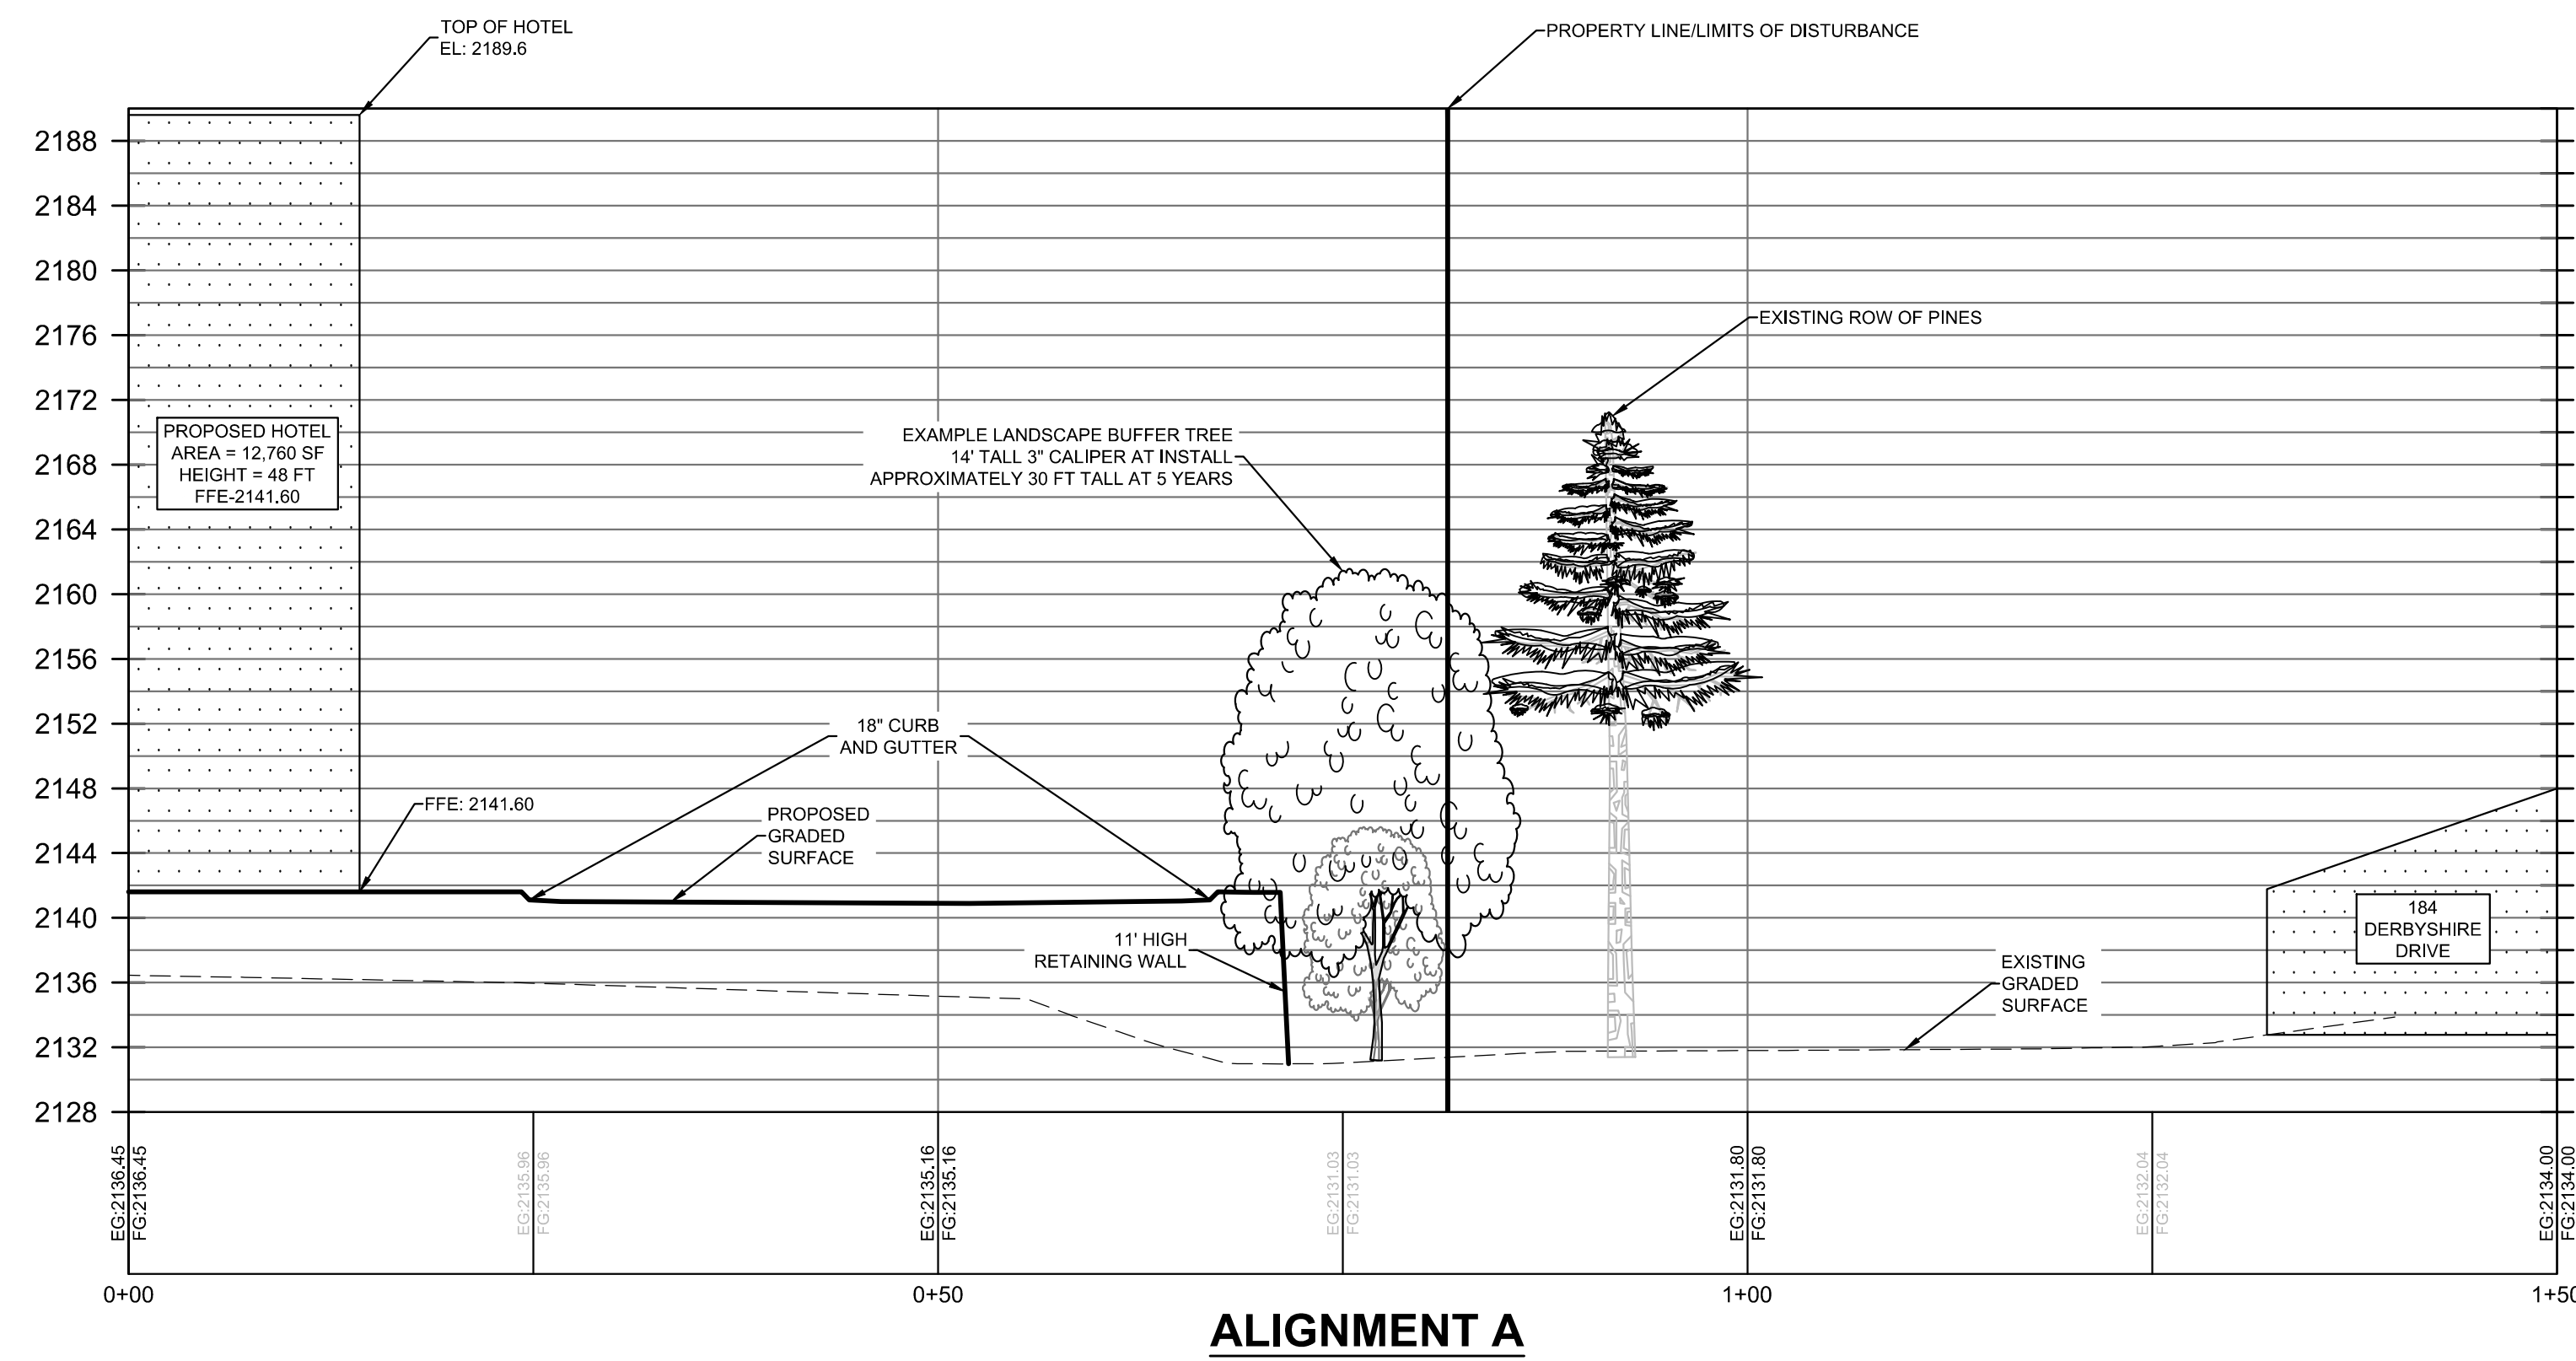 TOP OF HOTEL
EL: 2189.6
PROPERTY LINE/LIMITS OF DISTURBANCE
2188
2184
2180
2176
2172
2168
2164
2160
2156
2152
2148
2144
2140
2136
2132
2128
EXISTING ROW OF PINES
PROPOSED HOTEL
AREA = 12,760 SF
HEIGHT = 48 FT
FFE-2141.60
EXAMPLE LANDSCAPE BUFFER TREE
14' TALL 3" CALIPER AT INSTALL
APPROXIMATELY 30 FT TALL AT 5 YEARS
18" CURB
AND GUTTER
FFE: 2141.60
PROPOSED
GRADED
SURFACE
11' HIGH
RETAINING WALL
184
DERBYSHIRE
DRIVE
EXISTING
GRADED
SURFACE
EG:2136.45
FG:2136.45
EG:2135.96
FG:2135.96
EG:2135.16
FG:2135.16
EG:2131.03
FG:2131.03
EG:2131.80
FG:2131.80
EG:2132.04
FG:2132.04
EG:2134.00
FG:2134.00
0+00
0+50
1+00
1+50
ALIGNMENT A